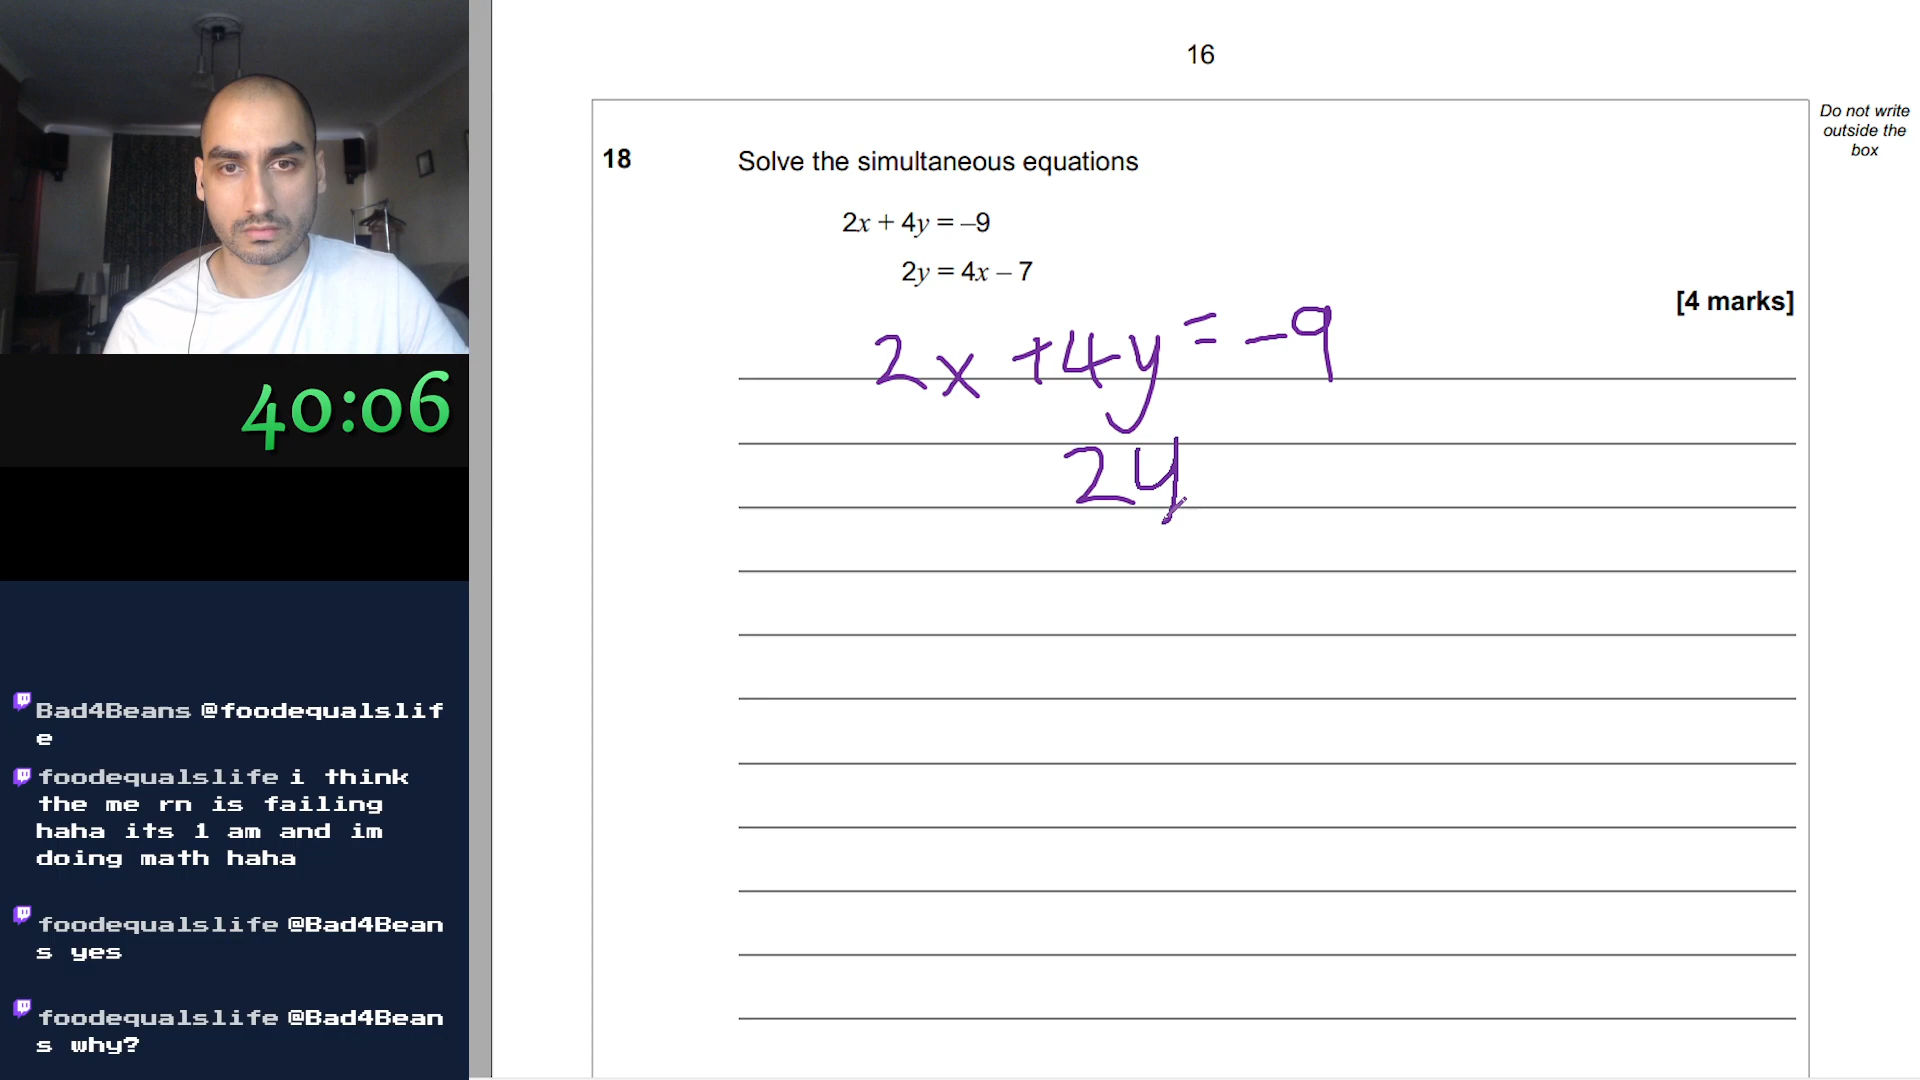 16
Do not write
outside the
box
18 Solve the simultaneous equations
2x + 4y = –9
2y = 4x – 7
[4 marks]
2x +4y = -9
2y
40:06
Bad4Beans @foodequalslif
e
foodequalslife i think
the me rn is failing
haha its 1 am and im
doing math haha
foodequalslife @Bad4Bean
s yes
foodequalslife @Bad4Bean
s why?